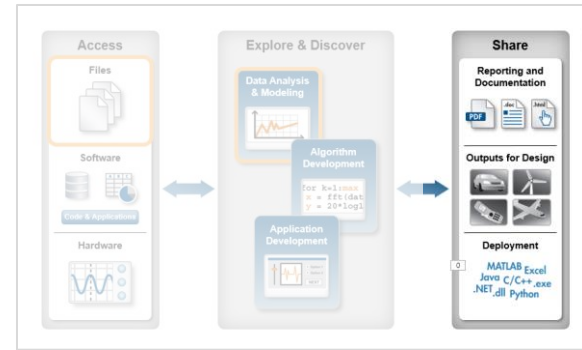 Access
Files
Software
Code & Applications
Hardware
Explore & Discover
Data Analysis
& Modeling
Algorithm
Development
for k=1:max
x = fft(dat
y = 20*log1
Application
Development
Share
Reporting and
Documentation
PDF
.doc
.html
Outputs for Design
Deployment
0
MATLAB Excel
Java C/C++ .exe
.NET .dll Python